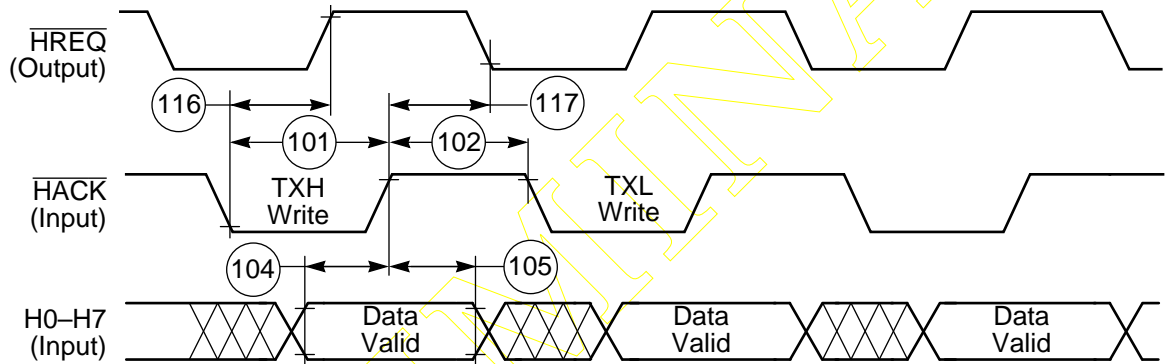 HREQ
(Output)
116
117
101
102
HACK
(Input)
TXH
Write
TXL
Write
104
105
H0–H7
(Input)
Data
Valid
Data
Valid
Data
Valid